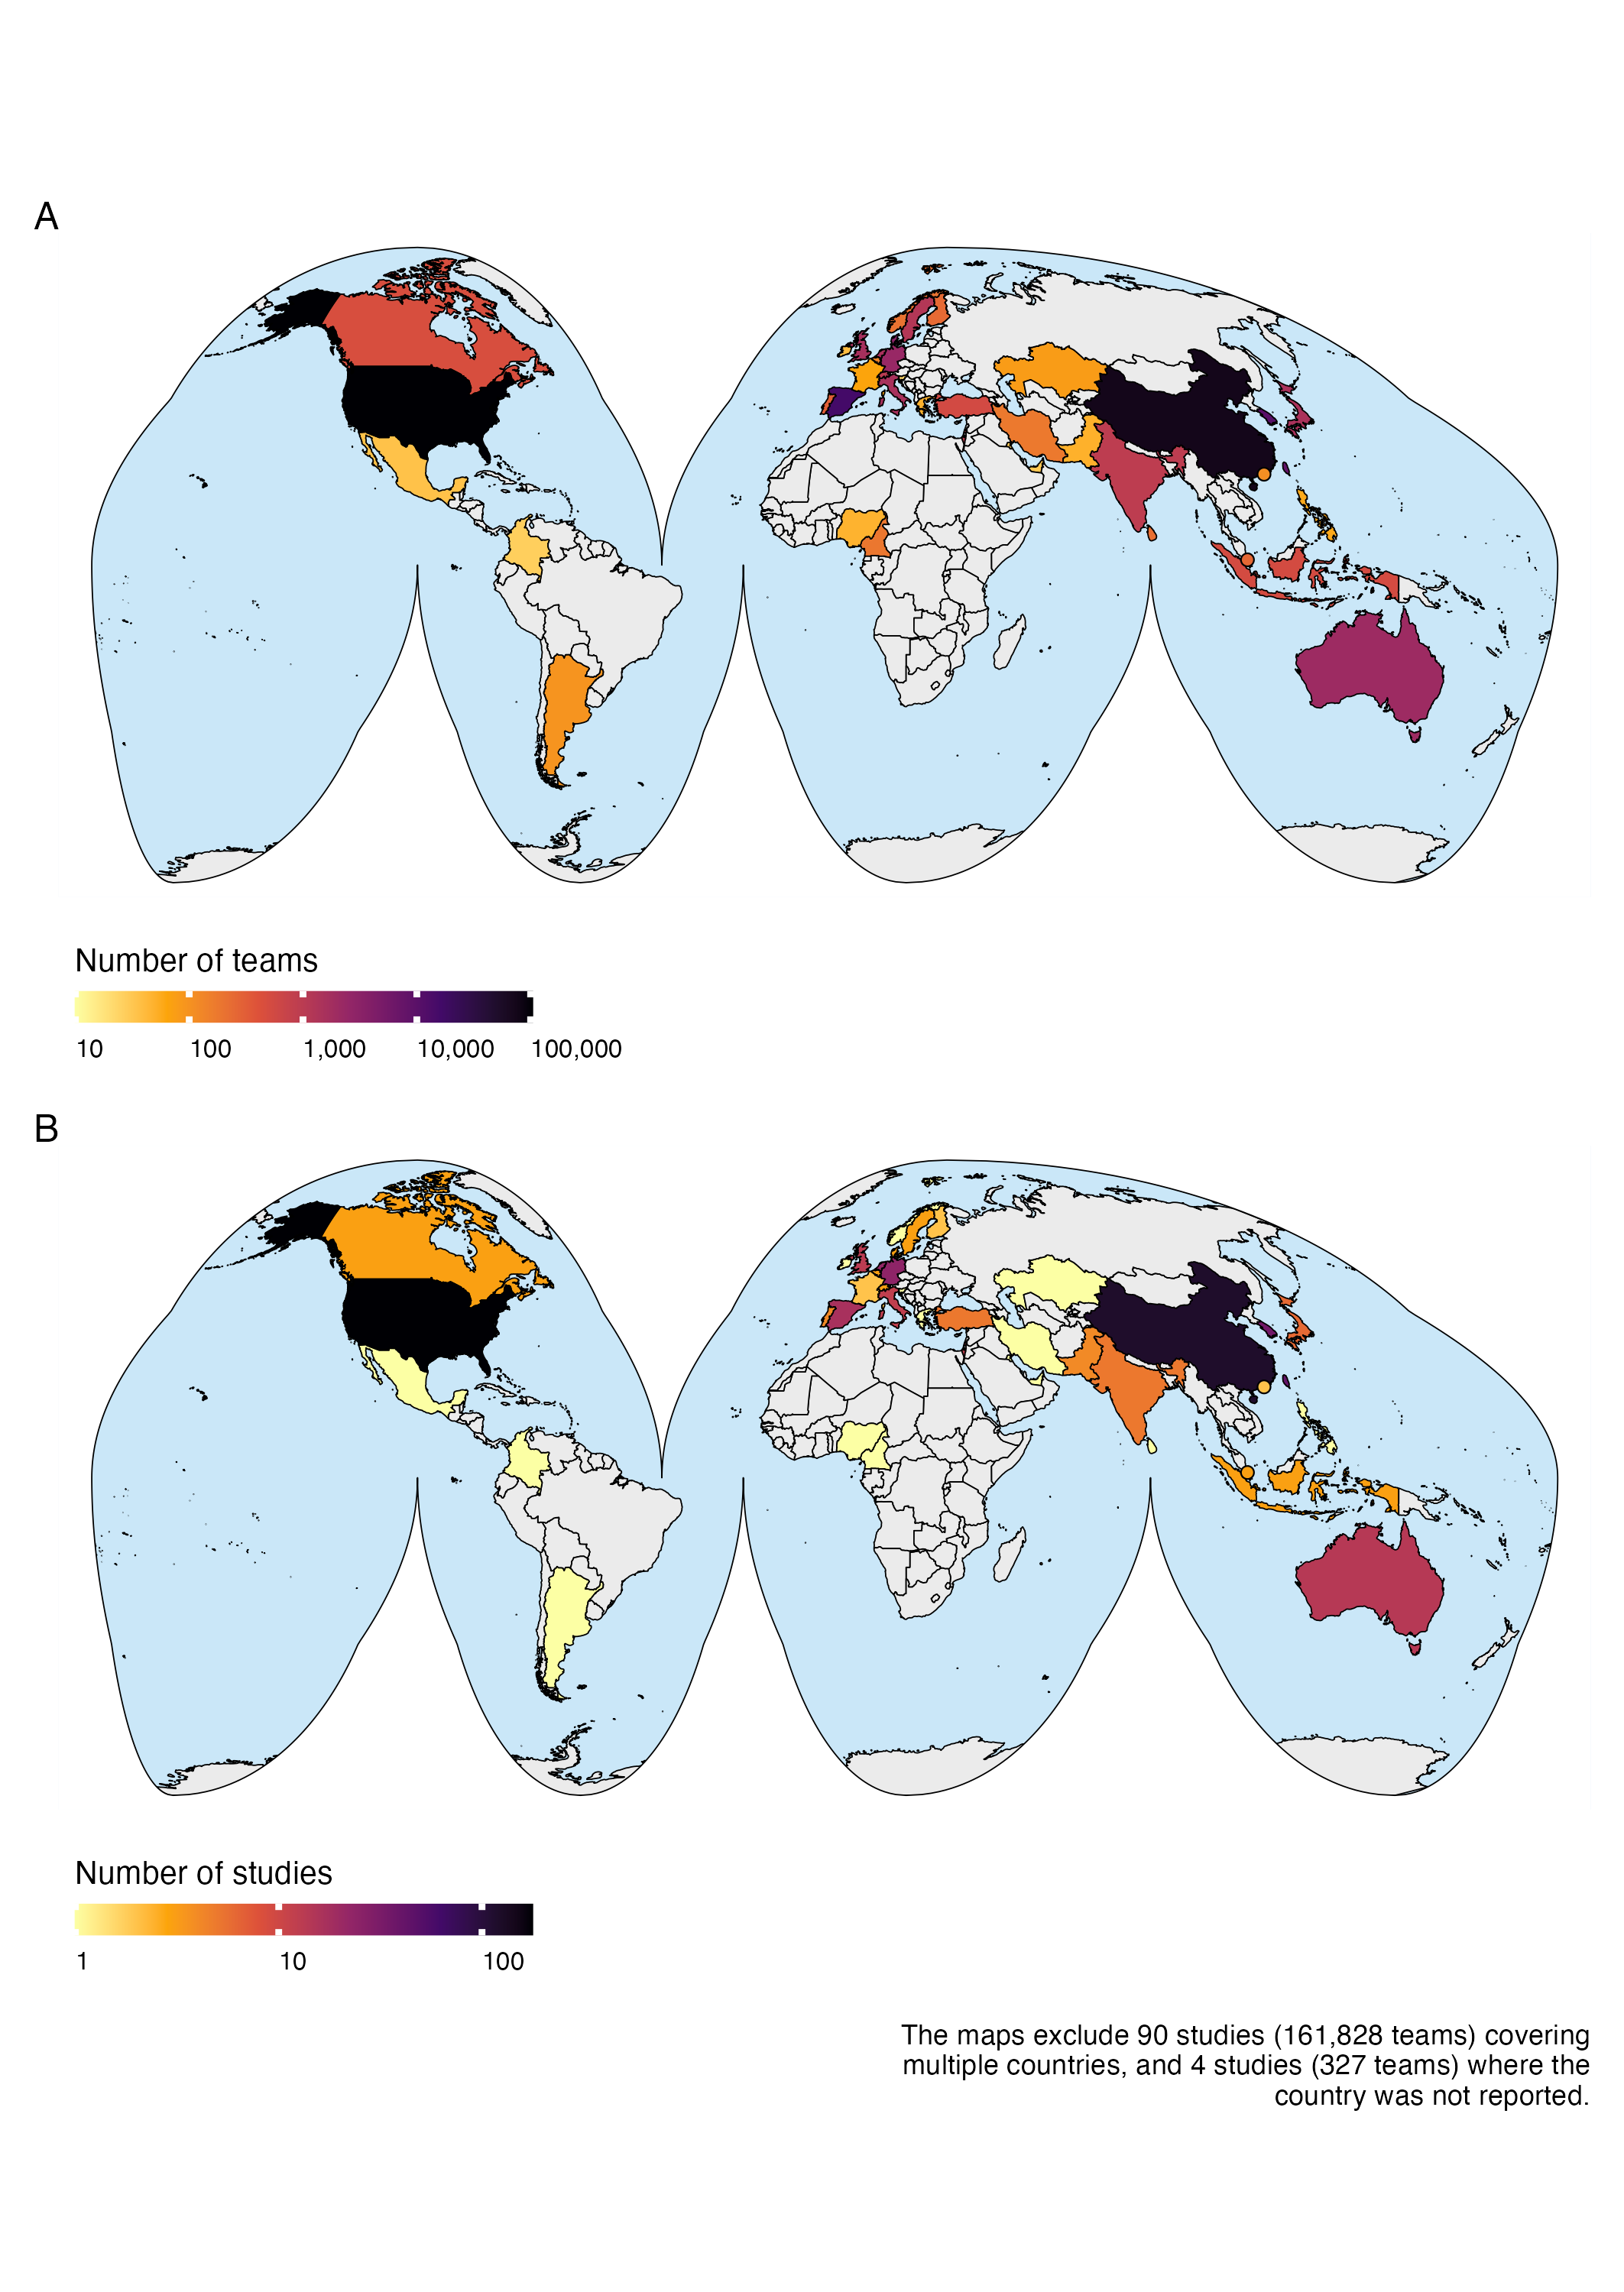 A
Number of teams
10 100 1,000 10,000 100,000
B
Number of studies
1 10 100
The maps exclude 90 studies (161,828 teams) covering
multiple countries, and 4 studies (327 teams) where the
country was not reported.